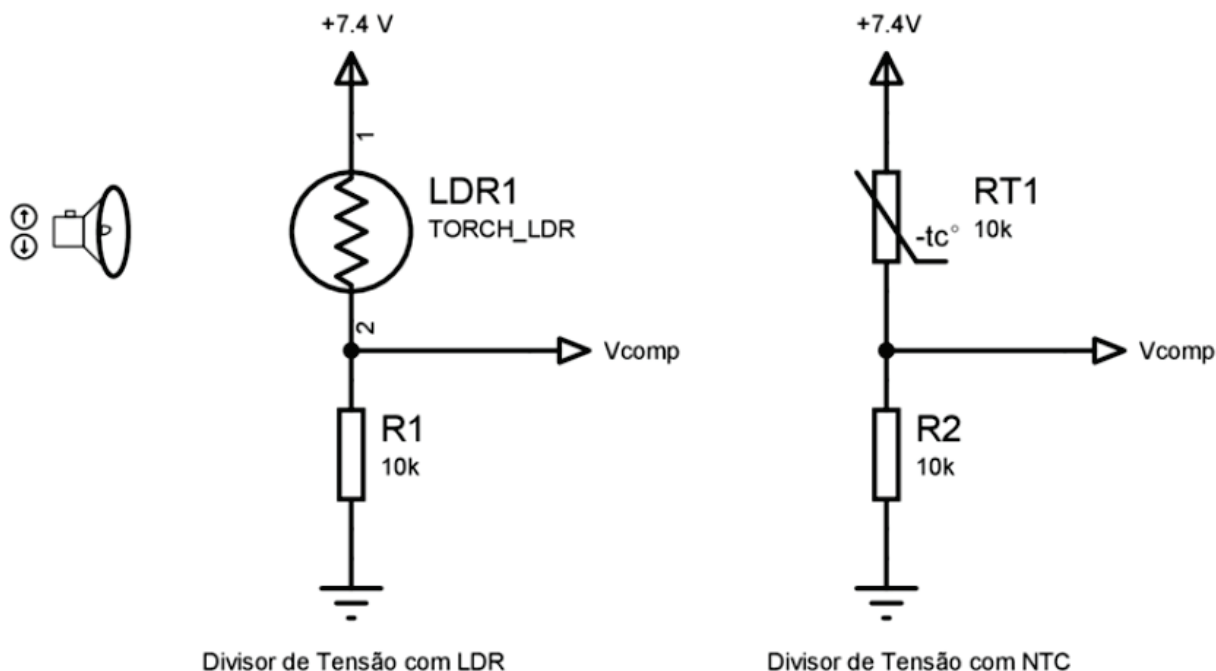 +7.4 V
1
LDR1
TORCH_LDR
2
Vcomp
R1
10k
Divisor de Tensão com LDR
+7.4V
RT1
-tc°
10k
Vcomp
R2
10k
Divisor de Tensão com NTC